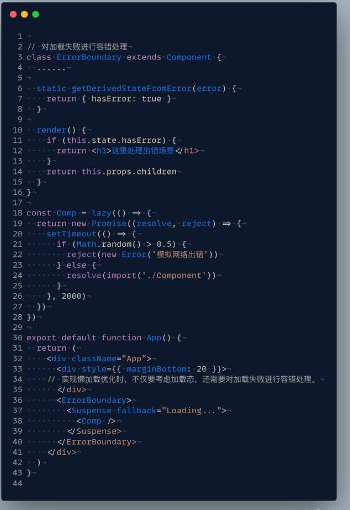 1
2 // 对加载失败进行容错处理
3 class ErrorBoundary extends Component {
4   ......
5
6   static getDerivedStateFromError(error) {
7     return { hasError: true }
8   }
9
10   render() {
11     if (this.state.hasError) {
12       return <h1>这里处理出错场景</h1>
13     }
14     return this.props.children
15   }
16 }
17
18 const Comp = lazy(() => {
19   return new Promise((resolve, reject) => {
20     setTimeout(() => {
21       if (Math.random() > 0.5) {
22         reject(new Error('模拟网络出错'))
23       } else {
24         resolve(import('./Component'))
25       }
26     }, 2000)
27   })
28 })
29
30 export default function App() {
31   return (
32     <div className="App">
33       <div style={{ marginBottom: 20 }}>
34       // 实现懒加载优化时，不仅要考虑加载态，还需要对加载失败进行容错处理。
35       </div>
36       <ErrorBoundary>
37         <Suspense fallback="Loading...">
38           <Comp />
39         </Suspense>
40       </ErrorBoundary>
41     </div>
42   )
43 }
44